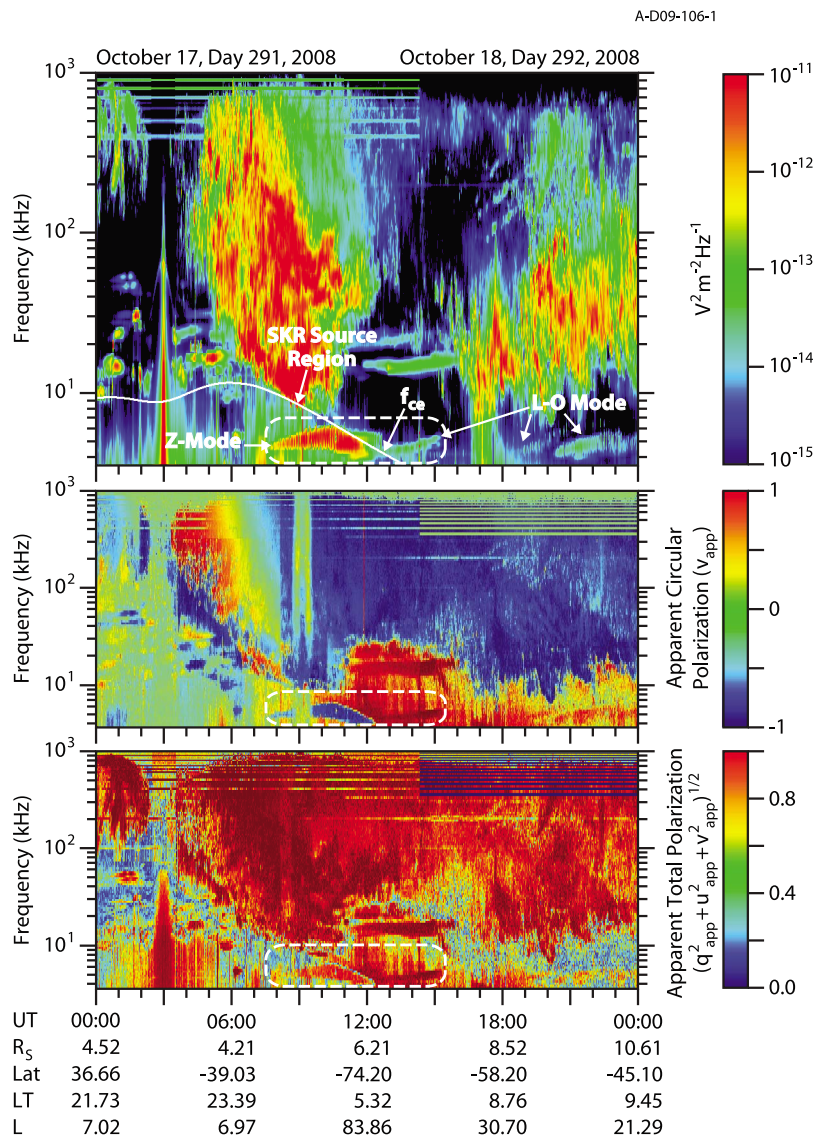 A-D09-106-1
October 17, Day 291, 2008 October 18, Day 292, 2008
10³
10²
10¹
Frequency (kHz)
SKR Source
Region
f_ce
Z-Mode
L-O Mode
10⁻¹¹
10⁻¹²
10⁻¹³
10⁻¹⁴
10⁻¹⁵
V²m⁻²Hz⁻¹
10³
10²
10¹
Frequency (kHz)
1
0
-1
Apparent Circular
Polarization (v_app)
10³
10²
10¹
Frequency (kHz)
0.8
0.4
0.0
Apparent Total Polarization
(q²_app + u²_app + v²_app)^1/2
UT 00:00 06:00 12:00 18:00 00:00
R_S 4.52 4.21 6.21 8.52 10.61
Lat 36.66 -39.03 -74.20 -58.20 -45.10
LT 21.73 23.39 5.32 8.76 9.45
L 7.02 6.97 83.86 30.70 21.29